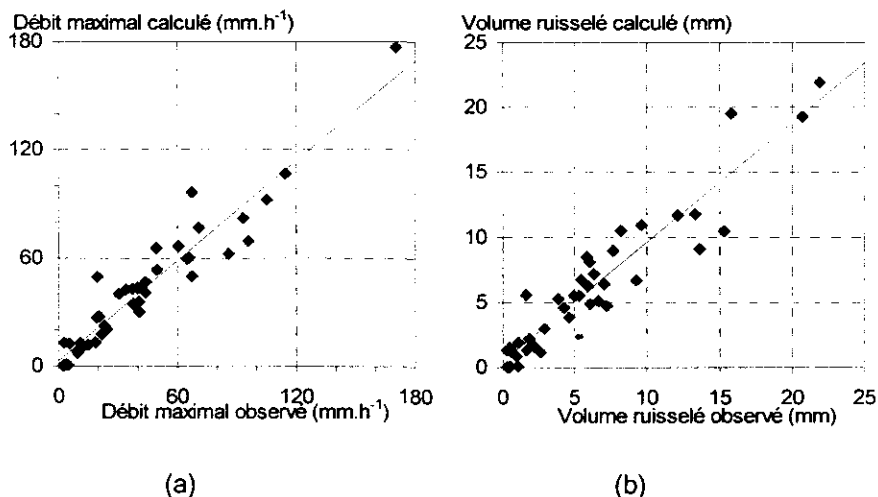 Débit maximal calculé (mm.h⁻¹)
180
120
60
0
0 60 120 180
Débit maximal observé (mm.h⁻¹)
(a)
Volume ruisselé calculé (mm)
25
20
15
10
5
0
0 5 10 15 20 25
Volume ruisselé observé (mm)
(b)